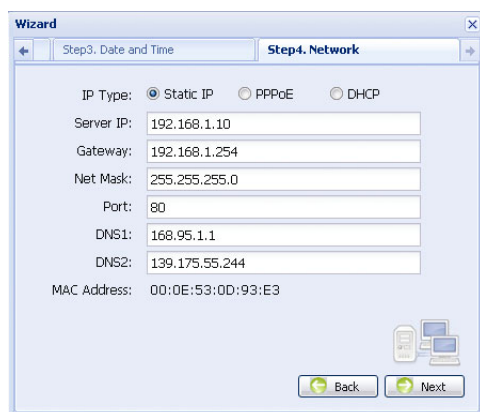 Wizard
Step3. Date and Time
Step4. Network
IP Type: Static IP PPPoE DHCP
Server IP: 192.168.1.10
Gateway: 192.168.1.254
Net Mask: 255.255.255.0
Port: 80
DNS1: 168.95.1.1
DNS2: 139.175.55.244
MAC Address: 00:0E:53:0D:93:E3
Back Next